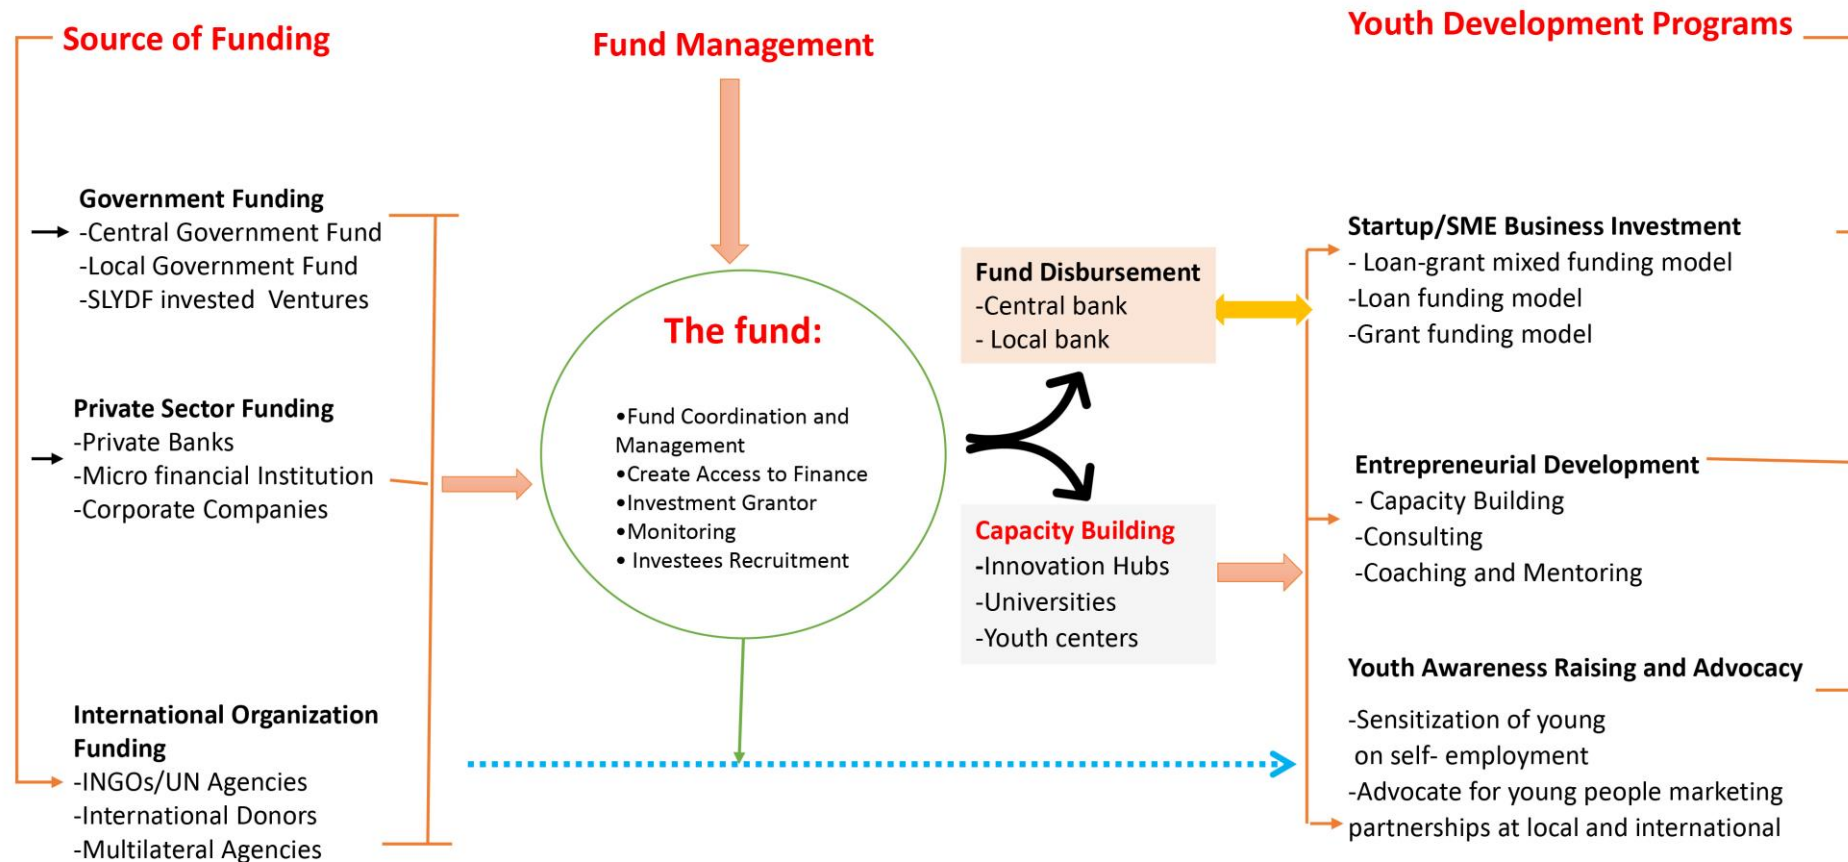 Source of Funding
Government Funding
-Central Government Fund
-Local Government Fund
-SLYDF invested Ventures
Private Sector Funding
-Private Banks
-Micro financial Institution
-Corporate Companies
International Organization
Funding
-INGOs/UN Agencies
-International Donors
-Multilateral Agencies
Fund Management
The fund:
•Fund Coordination and
Management
•Create Access to Finance
•Investment Grantor
•Monitoring
• Investees Recruitment
Fund Disbursement
-Central bank
- Local bank
Capacity Building
-Innovation Hubs
-Universities
-Youth centers
Youth Development Programs
Startup/SME Business Investment
- Loan-grant mixed funding model
-Loan funding model
-Grant funding model
Entrepreneurial Development
- Capacity Building
-Consulting
-Coaching and Mentoring
Youth Awareness Raising and Advocacy
-Sensitization of young
on self- employment
-Advocate for young people marketing
partnerships at local and international